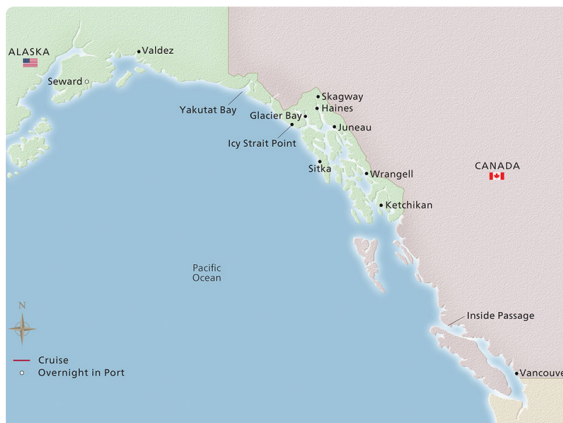 ALASKA
Valdez
Seward
Yakutat Bay
Skagway
Haines
Glacier Bay
Juneau
Icy Strait Point
Sitka
Wrangell
CANADA
Ketchikan
Pacific
Ocean
N
Inside Passage
Cruise
Overnight in Port
Vancouve